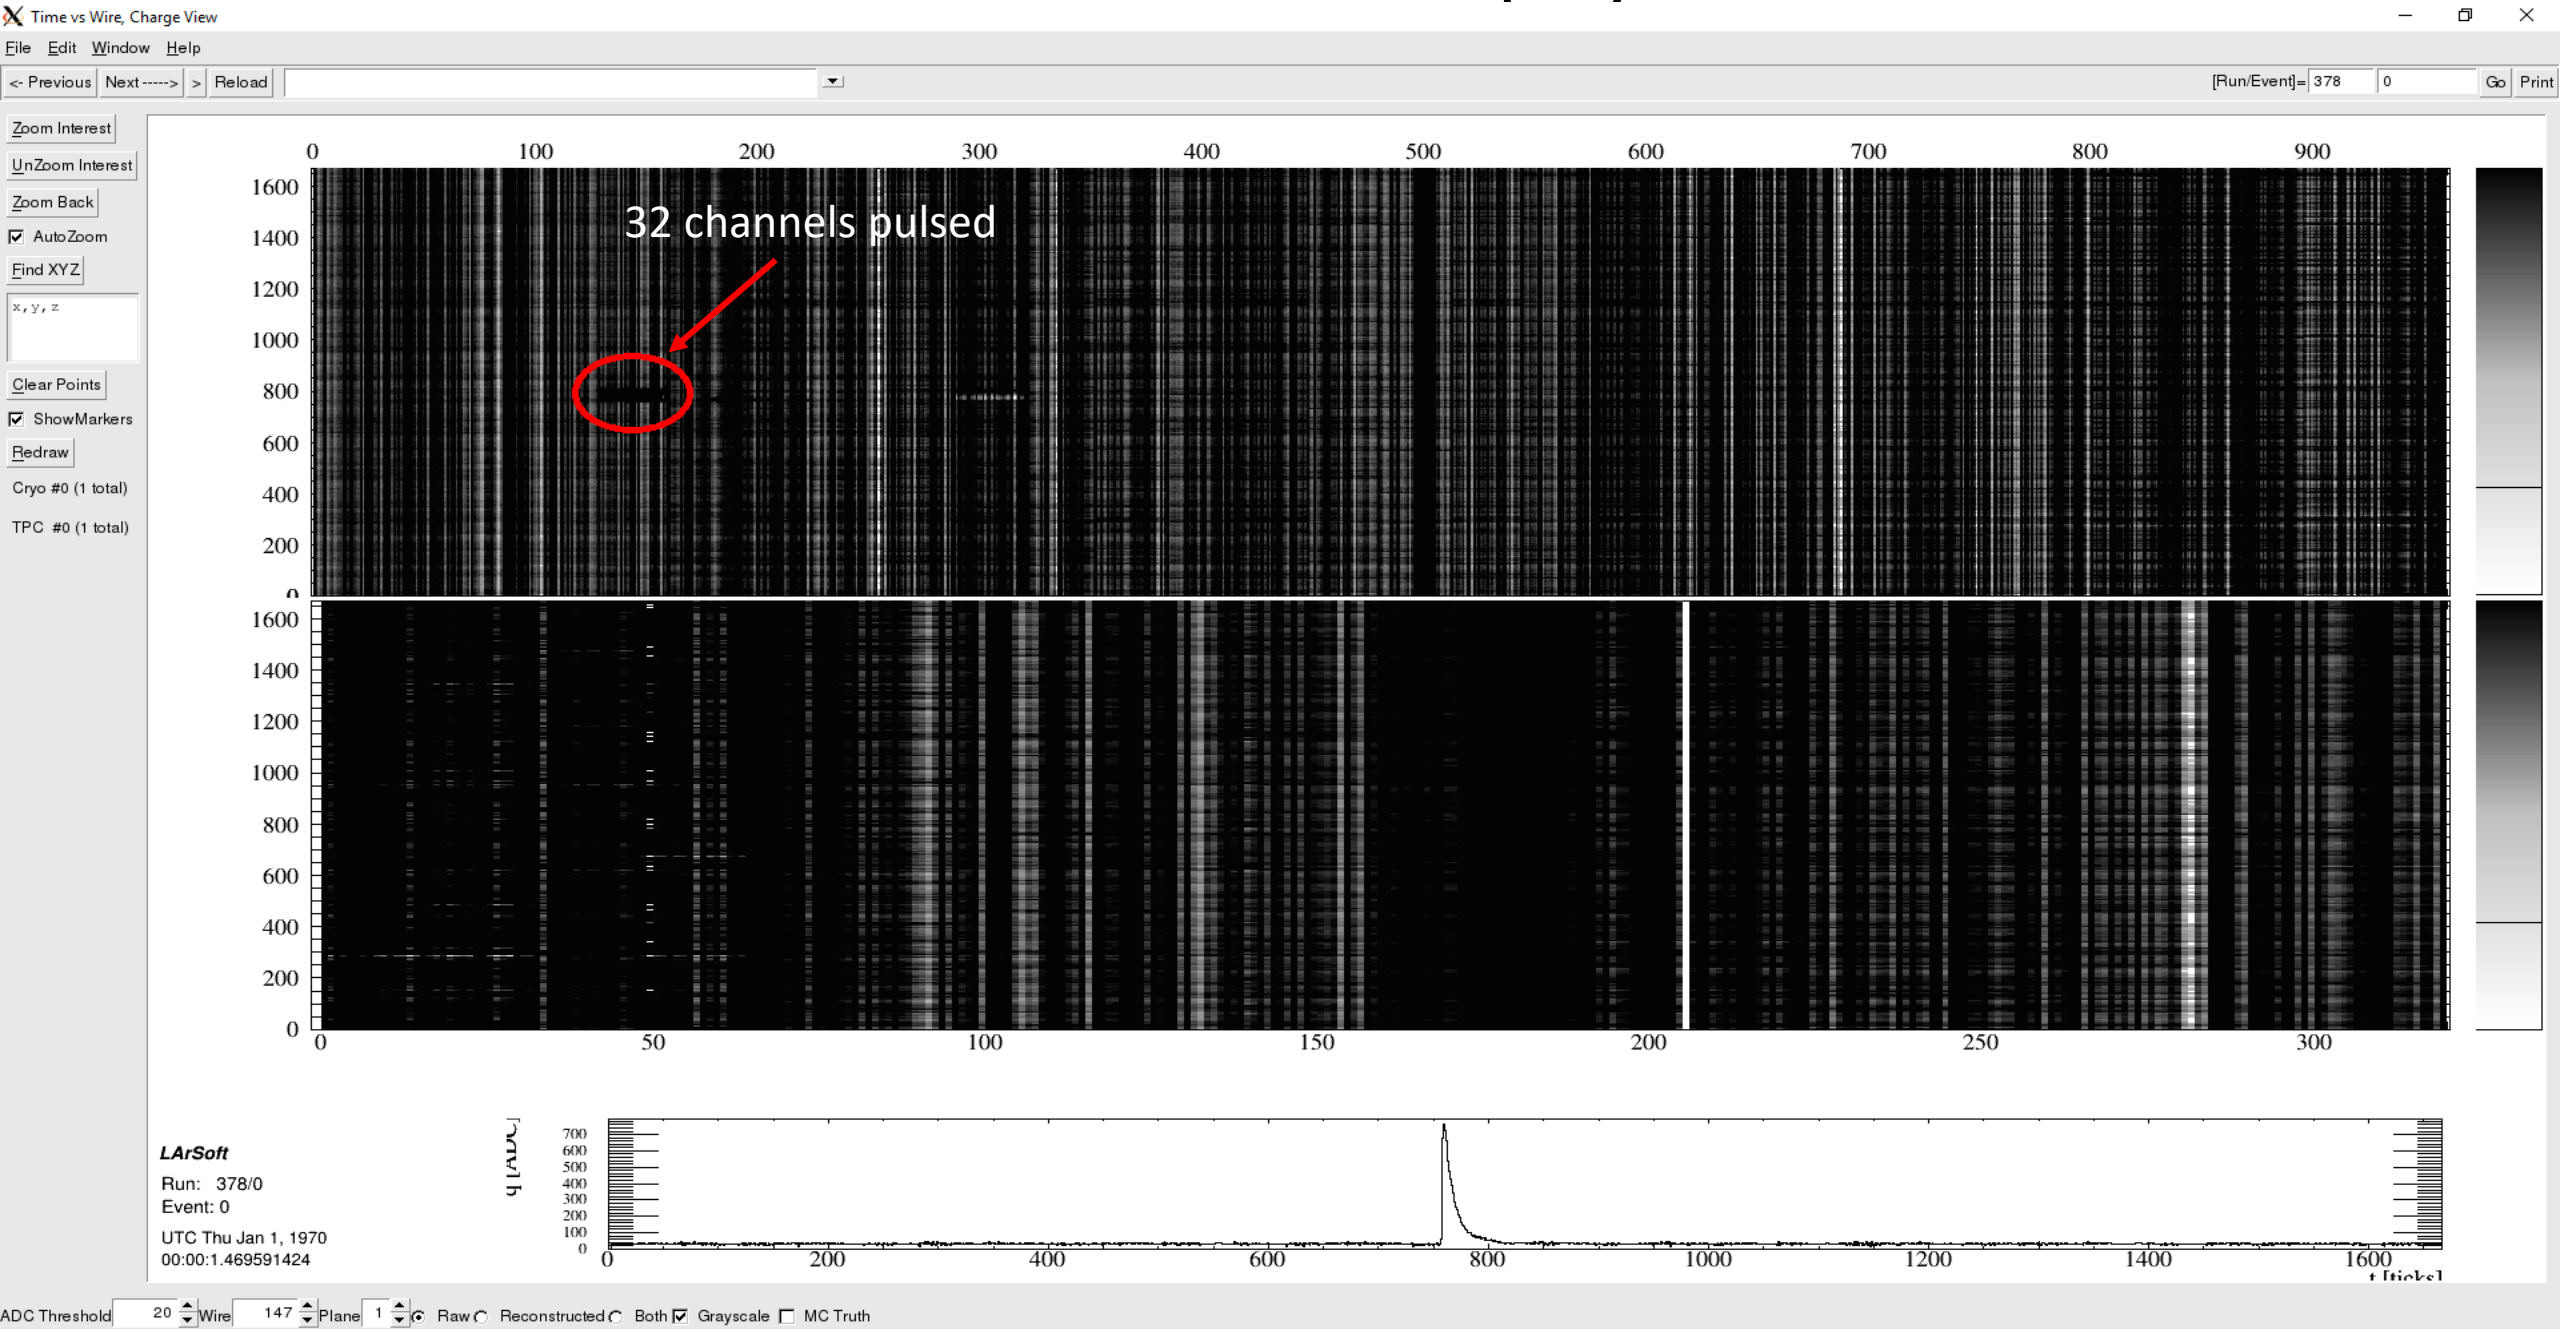 Time vs Wire, Charge View
File Edit Window Help
<- Previous Next -----> > Reload [Run/Event]= 378 0 Go Print
Zoom Interest
UnZoom Interest
Zoom Back
AutoZoom
Find XYZ
x,y,z
Clear Points
ShowMarkers
Redraw
Cryo #0 (1 total)
TPC #0 (1 total)
0 100 200 300 400 500 600 700 800 900
1600
1400
1200
1000
800
600
400
200
0
32 channels pulsed
1600
1400
1200
1000
800
600
400
200
0
0 50 100 150 200 250 300
LArSoft
Run: 378/0
Event: 0
UTC Thu Jan 1, 1970
00:00:1.469591424
q [ADC]
700
600
500
400
300
200
100
0
0 200 400 600 800 1000 1200 1400 1600
t [ticks]
ADC Threshold 20 Wire 147 Plane 1 Raw Reconstructed Both Grayscale MC Truth